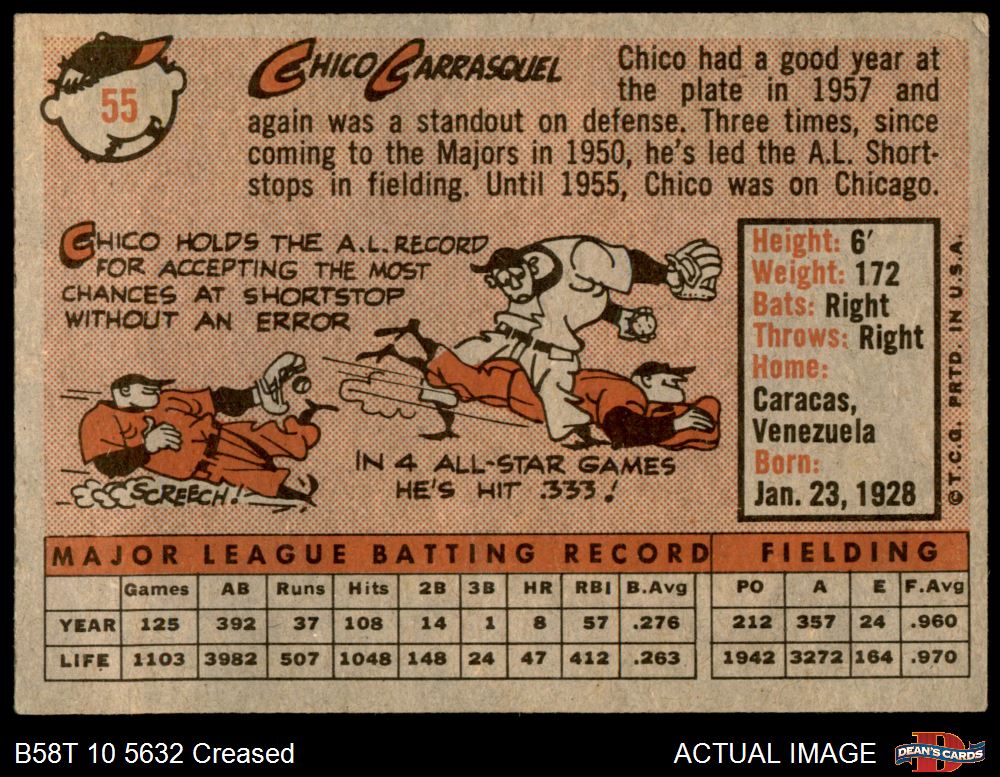 55
CHICO CARRASQUEL
Chico had a good year at
the plate in 1957 and
again was a standout on defense. Three times, since
coming to the Majors in 1950, he's led the A.L. Short-
stops in fielding. Until 1955, Chico was on Chicago.
CHICO HOLDS THE A.L. RECORD
FOR ACCEPTING THE MOST
CHANCES AT SHORTSTOP
WITHOUT AN ERROR
SCREECH!
IN 4 ALL-STAR GAMES
HE'S HIT .333!
Height: 6'
Weight: 172
Bats: Right
Throws: Right
Home:
Caracas,
Venezuela
Born:
Jan. 23, 1928
© T.C.G. PRTD. IN U.S.A.
MAJOR LEAGUE BATTING RECORD FIELDING
Games AB Runs Hits 2B 3B HR RBI B.Avg PO A E F.Avg
YEAR 125 392 37 108 14 1 8 57 .276 212 357 24 .960
LIFE 1103 3982 507 1048 148 24 47 412 .263 1942 3272 164 .970
B58T 10 5632 Creased
ACTUAL IMAGE
DEAN'S CARDS